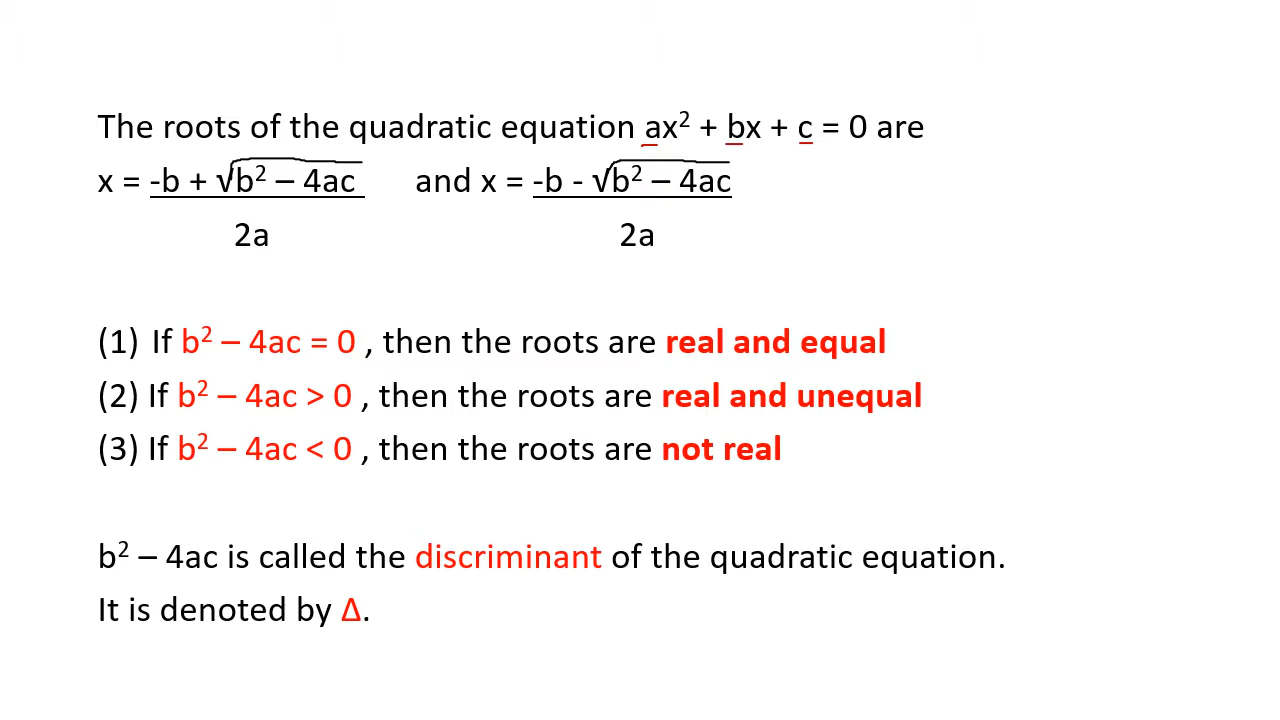 The roots of the quadratic equation ax² + bx + c = 0 are
x = -b + √b² – 4ac and x = -b - √b² – 4ac
2a 2a
(1) If b² – 4ac = 0 , then the roots are real and equal
(2) If b² – 4ac > 0 , then the roots are real and unequal
(3) If b² – 4ac < 0 , then the roots are not real
b² – 4ac is called the discriminant of the quadratic equation.
It is denoted by Δ.